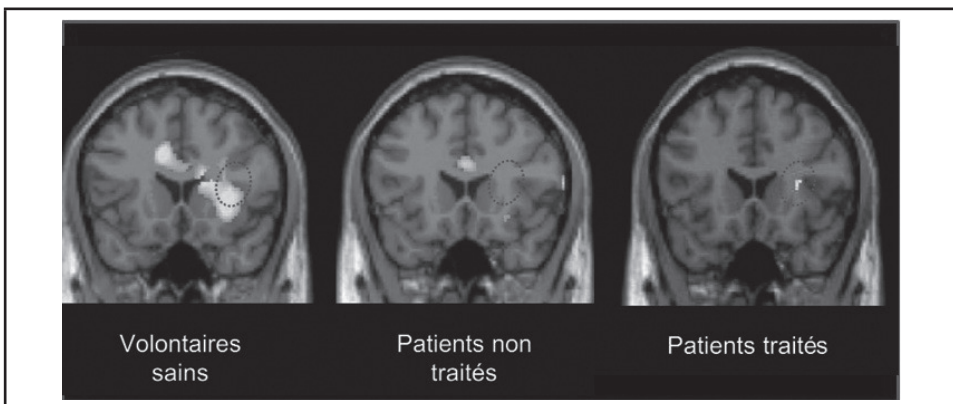 Volontaires
sains
Patients non
traités
Patients traités